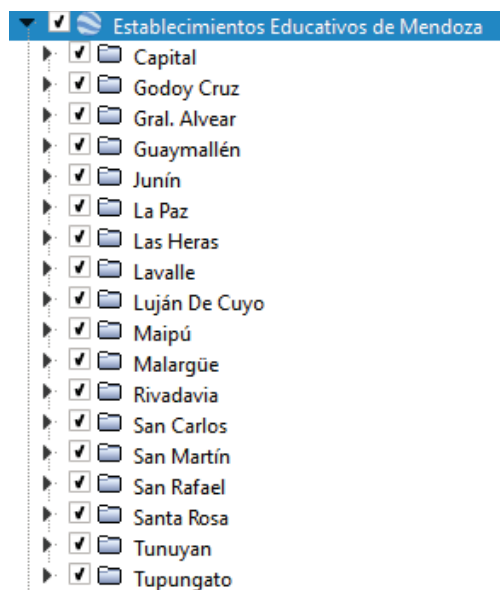 Establecimientos Educativos de Mendoza
Capital
Godoy Cruz
Gral. Alvear
Guaymallén
Junín
La Paz
Las Heras
Lavalle
Luján De Cuyo
Maipú
Malargüe
Rivadavia
San Carlos
San Martín
San Rafael
Santa Rosa
Tunuyan
Tupungato